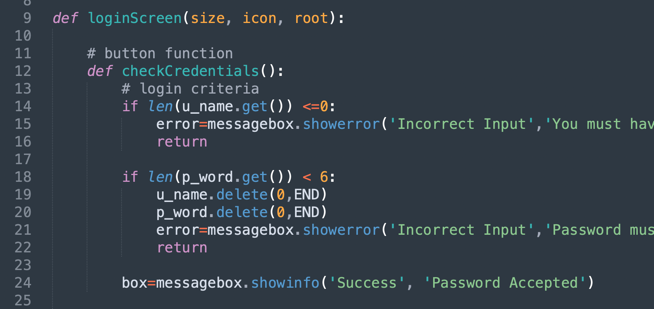 8
9 def loginScreen(size, icon, root):
10
11     # button function
12     def checkCredentials():
13         # login criteria
14         if len(u_name.get()) <=0:
15             error=messagebox.showerror('Incorrect Input','You must hav
16             return
17
18         if len(p_word.get()) < 6:
19             u_name.delete(0,END)
20             p_word.delete(0,END)
21             error=messagebox.showerror('Incorrect Input','Password mus
22             return
23
24         box=messagebox.showinfo('Success', 'Password Accepted')
25